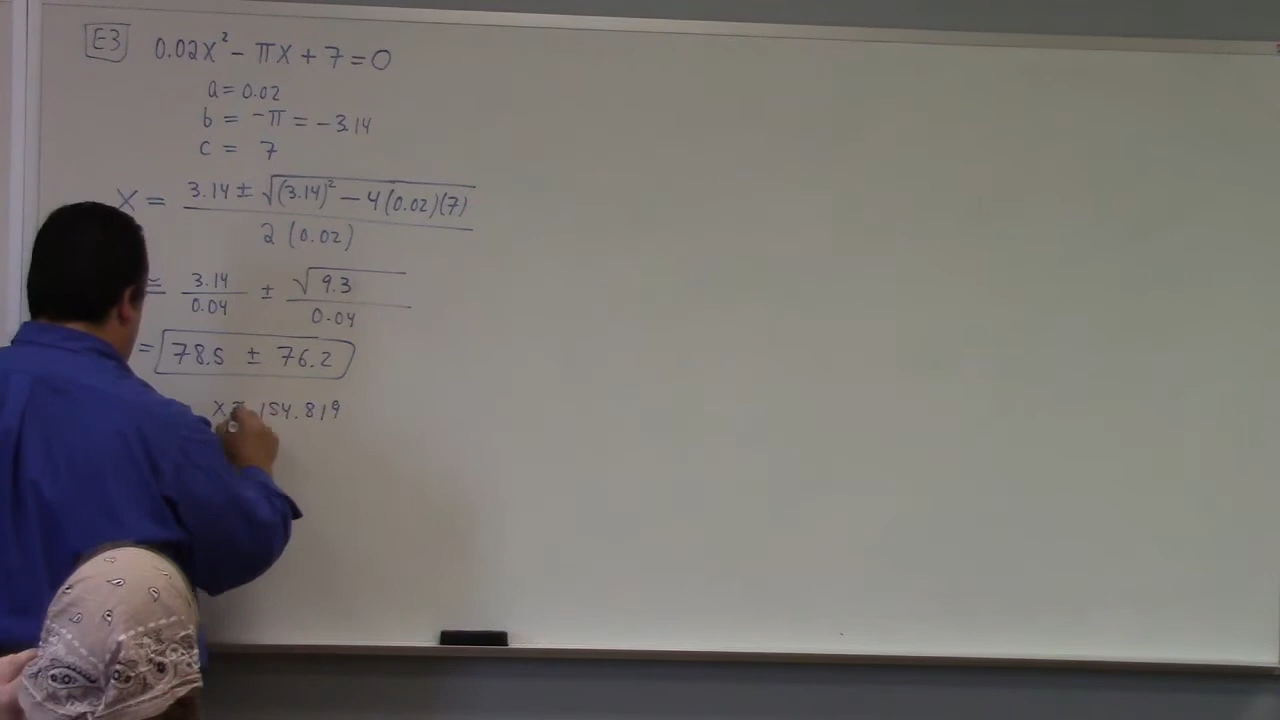 E3 0.02x² - πx + 7 = 0
a = 0.02
b = -π = -3.14
c = 7
x = 3.14 ± √(3.14)² - 4(0.02)(7)
2(0.02)
≈ 3.14 ± √9.3
0.04 0.04
= 78.5 ± 76.2
x ≈ 154.819